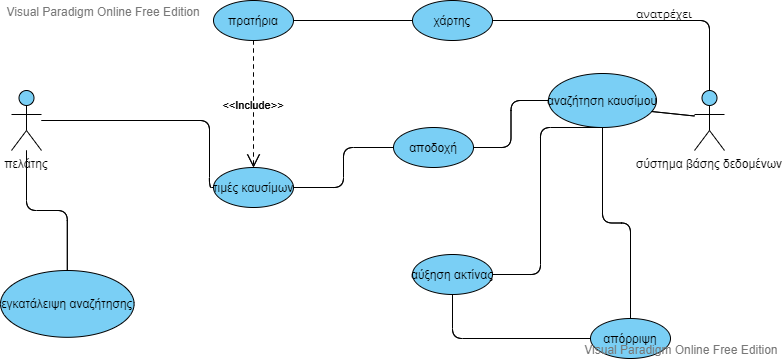 Visual Paradigm Online Free Edition
πρατήρια
χάρτης
ανατρέχει
<<Include>>
αναζήτηση καυσίμου
πελάτης
αποδοχή
σύστημα βάσης δεδομένων
τιμές καυσίμων
αύξηση ακτίνας
εγκατάλειψη αναζήτησης
απόρριψη
Visual Paradigm Online Free Edition